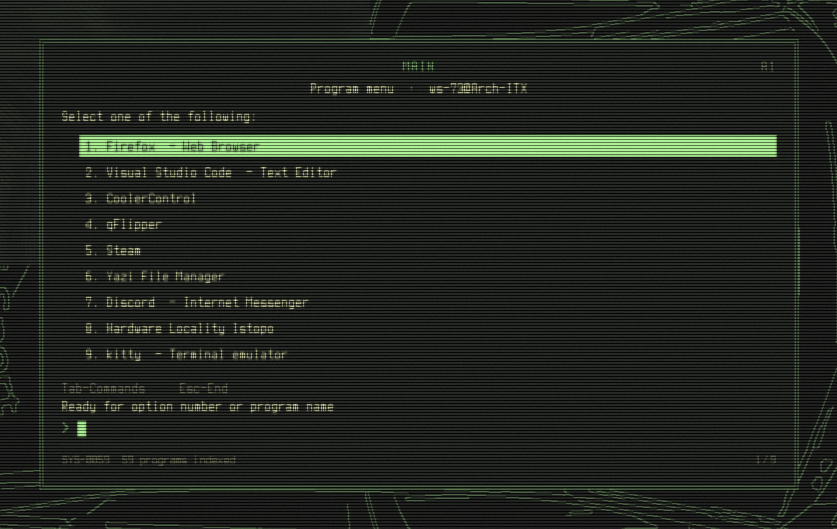 MAIN
A1
Program menu · ws-73@Arch-ITX
Select one of the following:
1. Firefox - Web Browser
2. Visual Studio Code - Text Editor
3. CoolerControl
4. qFlipper
5. Steam
6. Yazi File Manager
7. Discord - Internet Messenger
8. Hardware Locality lstopo
9. kitty - Terminal emulator
Tab-Commands Esc-End
Ready for option number or program name
>
SYS-0059 59 programs indexed
1/9